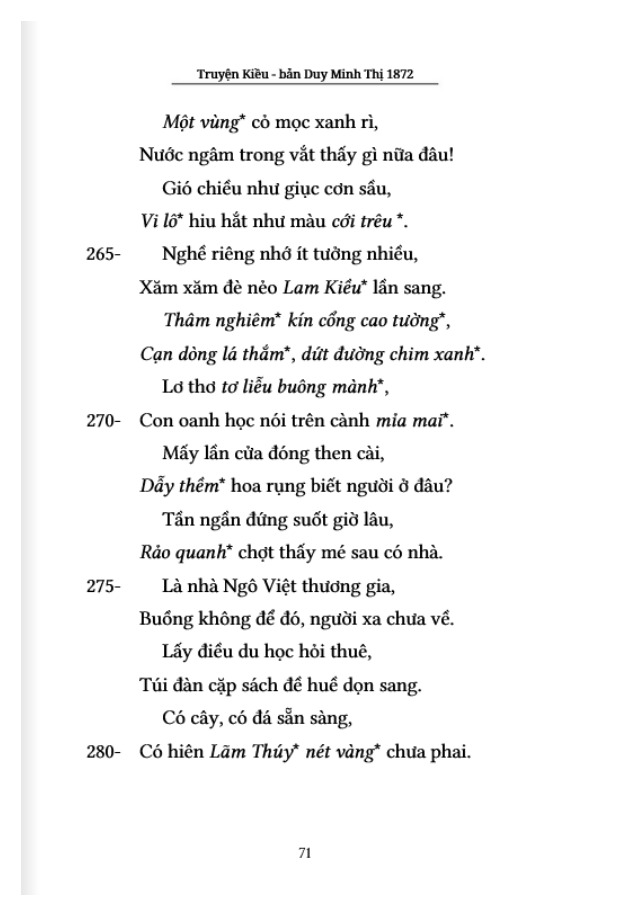 Truyện Kiều - bản Duy Minh Thị 1872
Một vùng* cỏ mọc xanh rì,
Nước ngâm trong vắt thấy gì nữa đâu!
Gió chiều như giục cơn sầu,
Vi lô* hiu hắt như màu cới trêu *.
265- Nghề riêng nhớ ít tưởng nhiều,
Xăm xăm đè nẻo Lam Kiều* lần sang.
Thâm nghiêm* kín cổng cao tường*,
Cạn dòng lá thắm*, dứt đường chim xanh*.
Lơ thơ tơ liễu buông mành*,
270- Con oanh học nói trên cành mỉa mai*.
Mấy lần cửa đóng then cài,
Dẫy thềm* hoa rụng biết người ở đâu?
Tần ngần đứng suốt giờ lâu,
Rảo quanh* chợt thấy mé sau có nhà.
275- Là nhà Ngô Việt thương gia,
Buồng không để đó, người xa chưa về.
Lấy điều du học hỏi thuê,
Túi đàn cặp sách đề huề dọn sang.
Có cây, có đá sẵn sàng,
280- Có hiên Lãm Thúy* nét vàng* chưa phai.
71